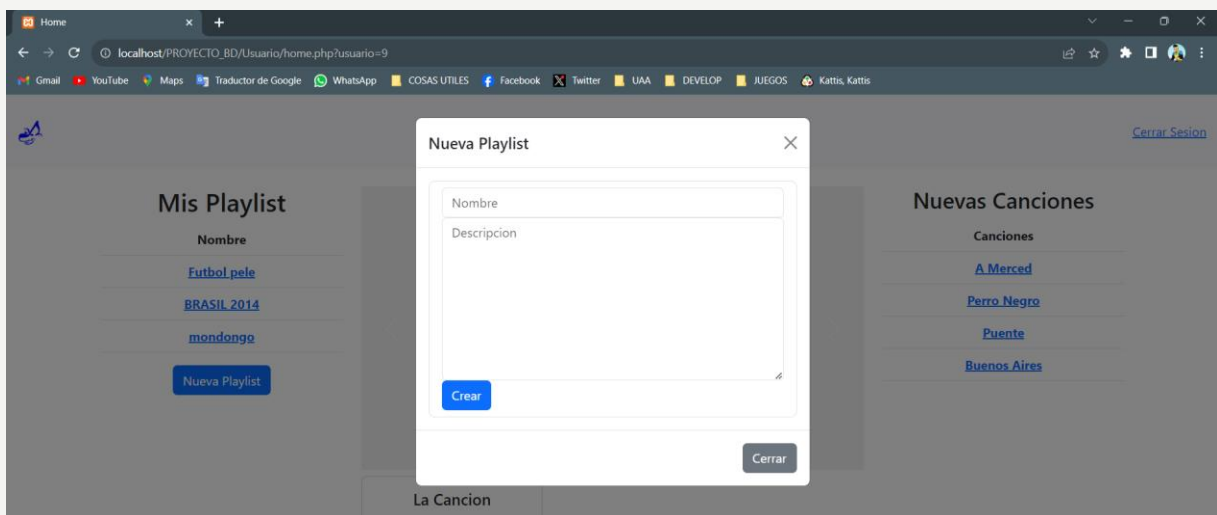 Home
localhost/PROYECTO_BD/Usuario/home.php?usuario=9
Gmail YouTube Maps Traductor de Google WhatsApp COSAS UTILES Facebook Twitter UAA DEVELOP JUEGOS Kattis, Kattis
Cerrar Sesion
Nueva Playlist
Nombre
Descripcion
Crear
Cerrar
Mis Playlist
Nombre
Futbol pele
BRASIL 2014
mondongo
Nueva Playlist
Nuevas Canciones
Canciones
A Merced
Perro Negro
Puente
Buenos Aires
La Cancion